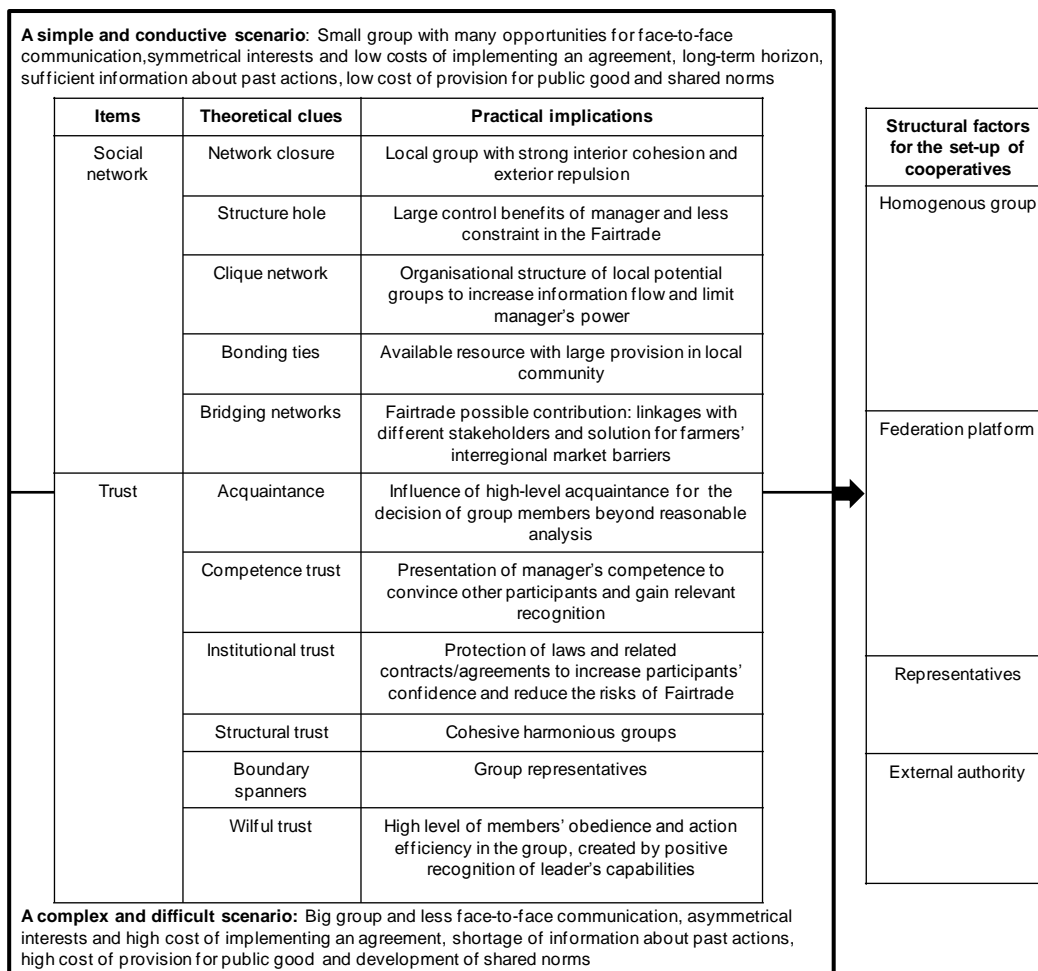 A simple and conductive scenario: Small group with many opportunities for face-to-face
communication,symmetrical interests and low costs of implementing an agreement, long-term horizon,
sufficient information about past actions, low cost of provision for public good and shared norms
Items
Theoretical clues
Practical implications
Social
network
Network closure
Local group with strong interior cohesion and
exterior repulsion
Structure hole
Large control benefits of manager and less
constraint in the Fairtrade
Clique network
Organisational structure of local potential
groups to increase information flow and limit
manager's power
Bonding ties
Available resource with large provision in local
community
Bridging networks
Fairtrade possible contribution: linkages with
different stakeholders and solution for farmers'
interregional market barriers
Trust
Acquaintance
Influence of high-level acquaintance for the
decision of group members beyond reasonable
analysis
Competence trust
Presentation of manager's competence to
convince other participants and gain relevant
recognition
Institutional trust
Protection of laws and related
contracts/agreements to increase participants'
confidence and reduce the risks of Fairtrade
Structural trust
Cohesive harmonious groups
Boundary
spanners
Group representatives
Wilful trust
High level of members' obedience and action
efficiency in the group, created by positive
recognition of leader's capabilities
A complex and difficult scenario: Big group and less face-to-face communication, asymmetrical
interests and high cost of implementing an agreement, shortage of information about past actions,
high cost of provision for public good and development of shared norms
Structural factors
for the set-up of
cooperatives
Homogenous group
Federation platform
Representatives
External authority